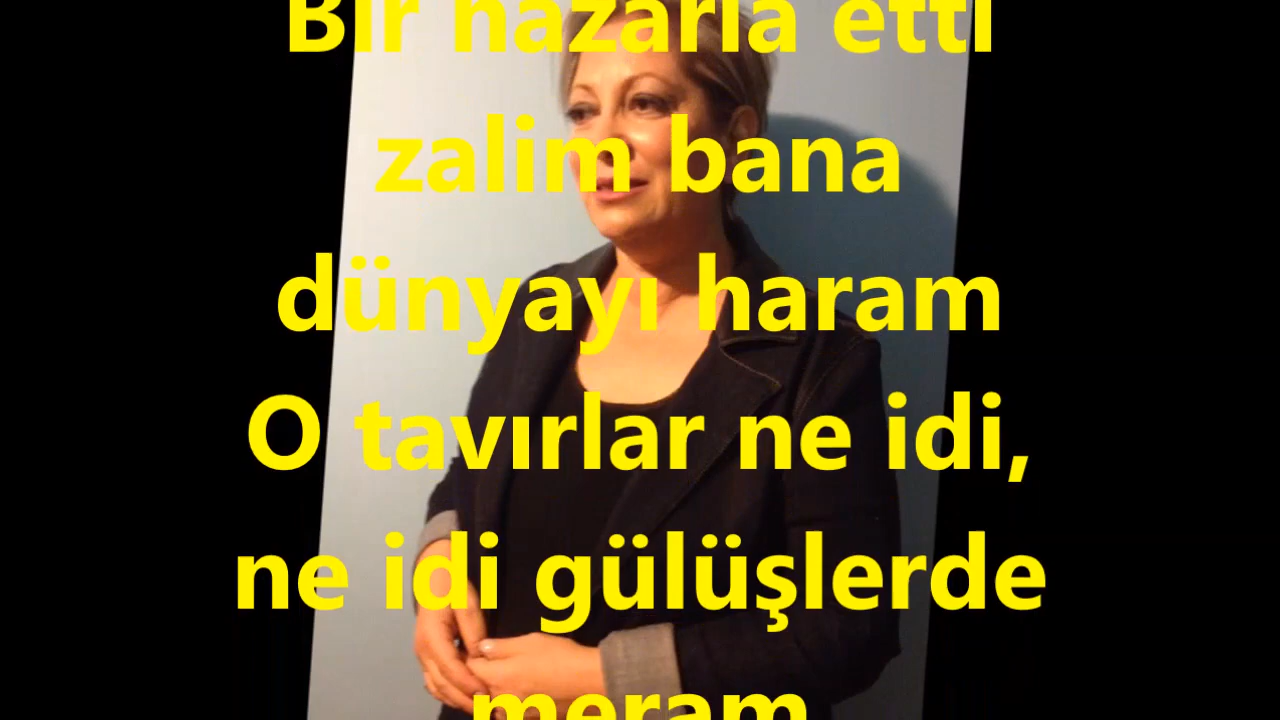 Bir nazarla etti
zalim bana
dünyayı haram
O tavırlar ne idi,
ne idi gülüşlerde
meram